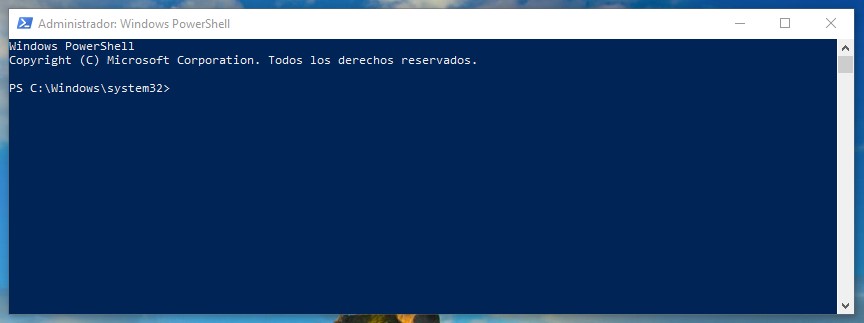 Administrador: Windows PowerShell
Windows PowerShell
Copyright (C) Microsoft Corporation. Todos los derechos reservados.
PS C:\Windows\system32>